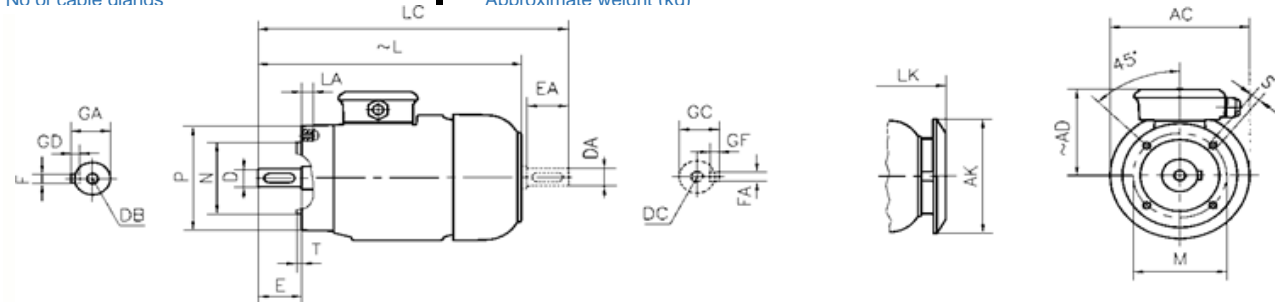 No of cable glands
Approximate weight (kg)
LC
~L
LA
EA
GA
GD
F
DB
P
N
D
T
E
DA
GC
GF
FA
DC
LK
AK
AC
45°
S
~AD
M